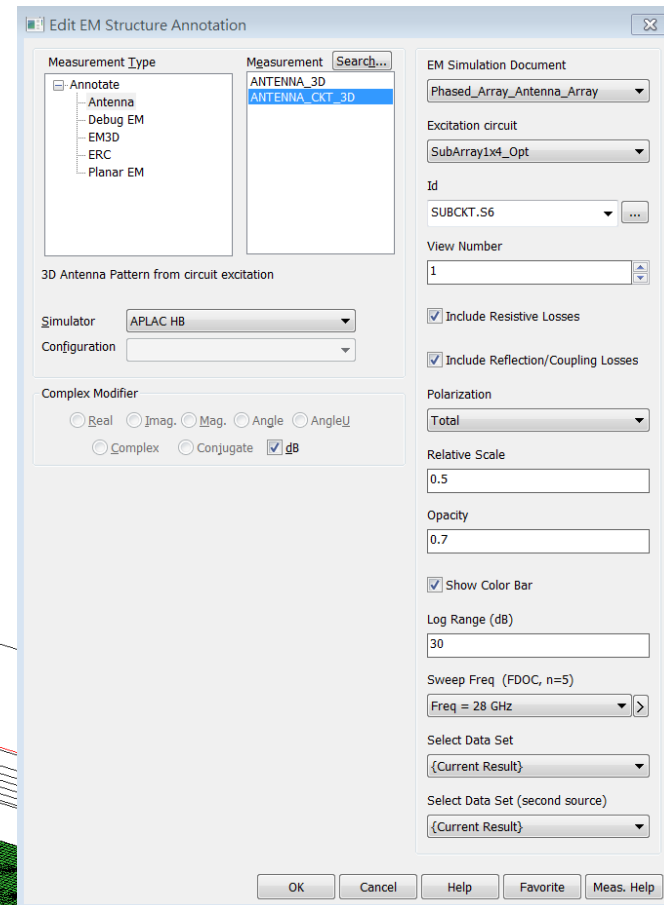 Edit EM Structure Annotation
Measurement Type
Annotate
Antenna
Debug EM
EM3D
ERC
Planar EM
Measurement
Search...
ANTENNA_3D
ANTENNA_CKT_3D
3D Antenna Pattern from circuit excitation
Simulator
APLAC HB
Configuration
Complex Modifier
Real Imag. Mag. Angle AngleU
Complex Conjugate dB
EM Simulation Document
Phased_Array_Antenna_Array
Excitation circuit
SubArray1x4_Opt
Id
SUBCKT.S6
...
View Number
1
Include Resistive Losses
Include Reflection/Coupling Losses
Polarization
Total
Relative Scale
0.5
Opacity
0.7
Show Color Bar
Log Range (dB)
30
Sweep Freq (FDOC, n=5)
Freq = 28 GHz
>
Select Data Set
{Current Result}
Select Data Set (second source)
{Current Result}
OK Cancel Help Favorite Meas. Help